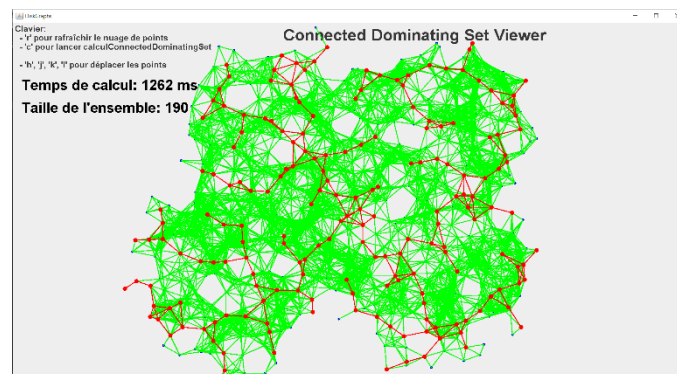 DiskGraphe
Connected Dominating Set Viewer
Clavier:
- 'r' pour rafraîchir le nuage de points
- 'c' pour lancer calculConnectedDominatingSet
- 'h', 'j', 'k', 'l' pour déplacer les points
Temps de calcul: 1262 ms
Taille de l'ensemble: 190